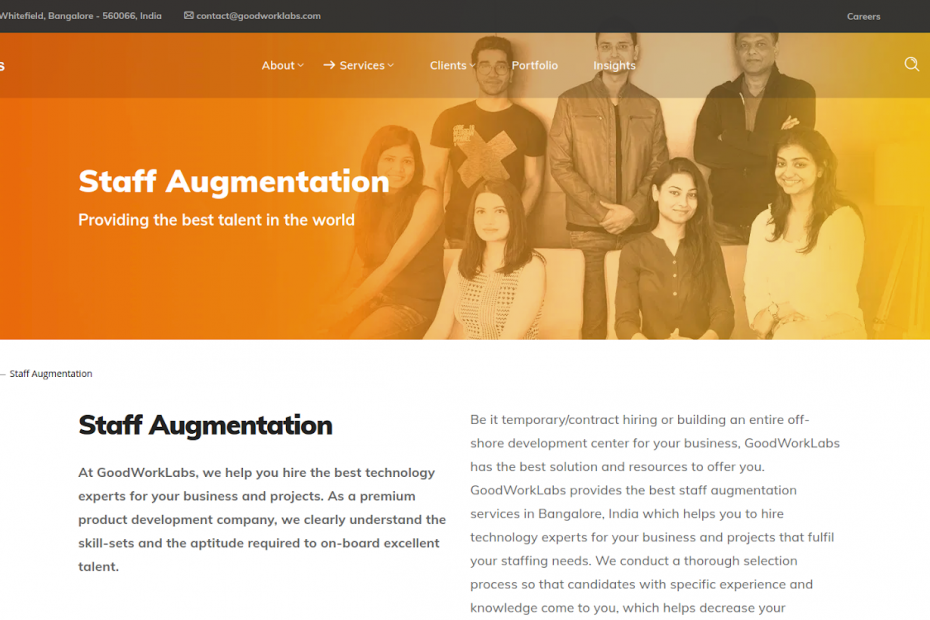 Whitefield, Bangalore - 560066, India contact@goodworklabs.com Careers
s About Services Clients Portfolio Insights
Staff Augmentation
Providing the best talent in the world
— Staff Augmentation
Staff Augmentation
At GoodWorkLabs, we help you hire the best technology
experts for your business and projects. As a premium
product development company, we clearly understand the
skill-sets and the aptitude required to on-board excellent
talent.
Be it temporary/contract hiring or building an entire off-
shore development center for your business, GoodWorkLabs
has the best solution and resources to offer you.
GoodWorkLabs provides the best staff augmentation
services in Bangalore, India which helps you to hire
technology experts for your business and projects that fulfil
your staffing needs. We conduct a thorough selection
process so that candidates with specific experience and
knowledge come to you, which helps decrease your